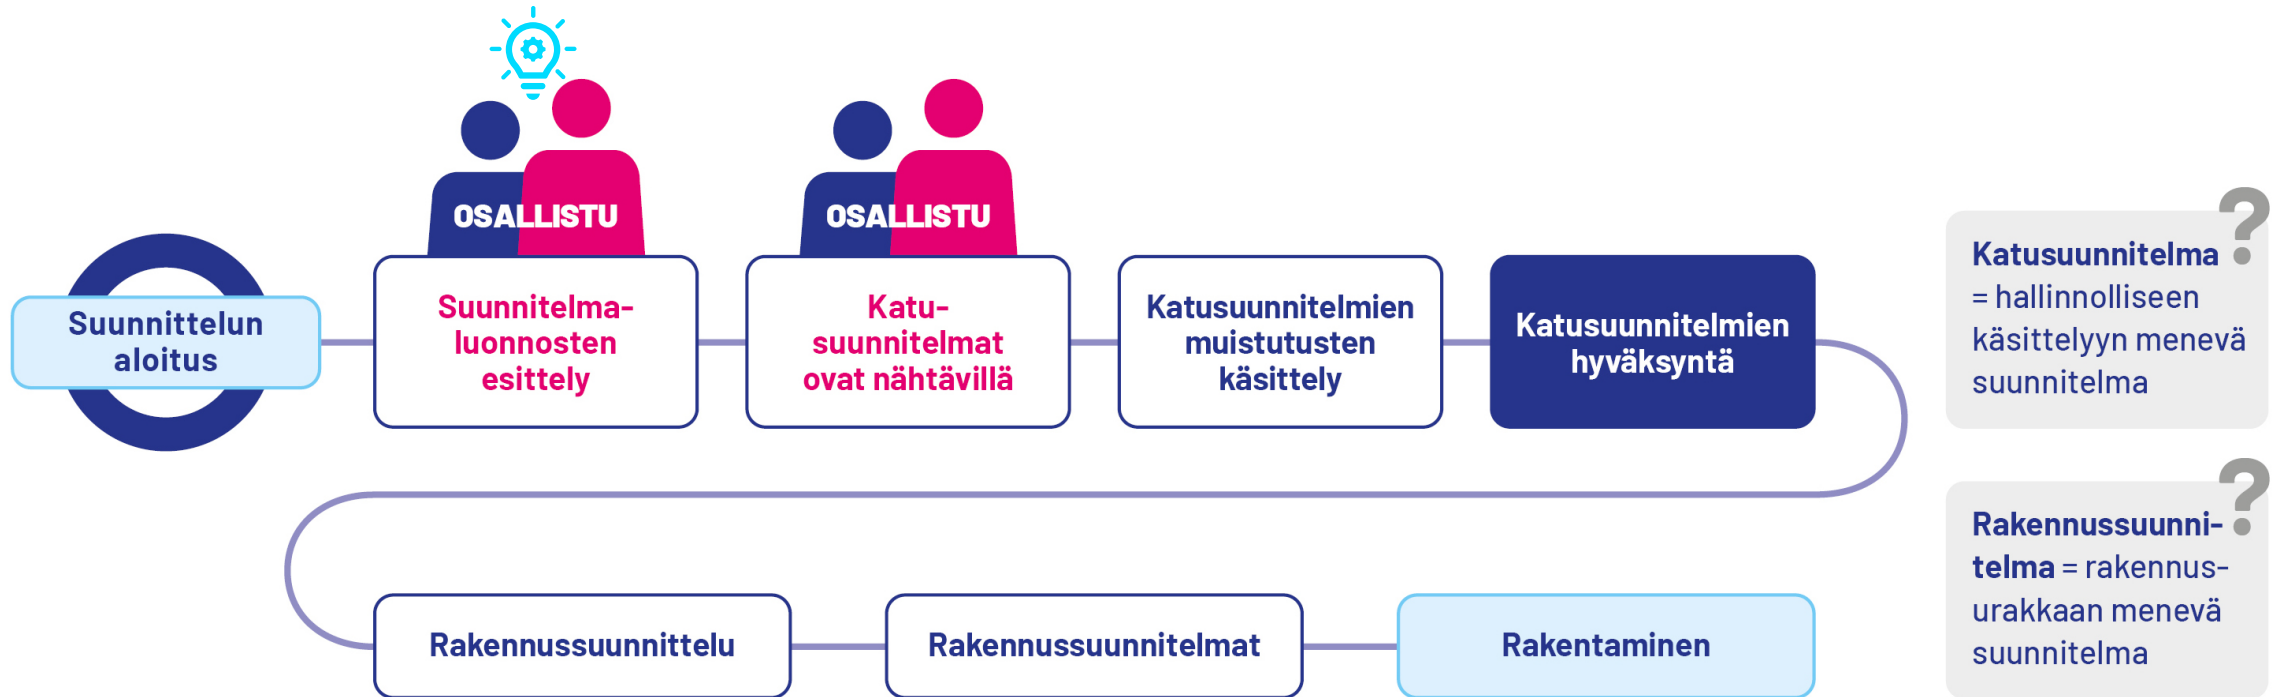 OSALLISTU
OSALLISTU
Suunnittelun
aloitus
Suunnitelma-
luonnosten
esittely
Katu-
suunnitelmat
ovat nähtävillä
Katusuunnitelmien
muistutusten
käsittely
Katusuunnitelmien
hyväksyntä
?
Katusuunnitelma
= hallinnolliseen
käsittelyyn menevä
suunnitelma
Rakennussuunnittelu
Rakennussuunnitelmat
Rakentaminen
?
Rakennussuunni-
telma = rakennus-
urakkaan menevä
suunnitelma